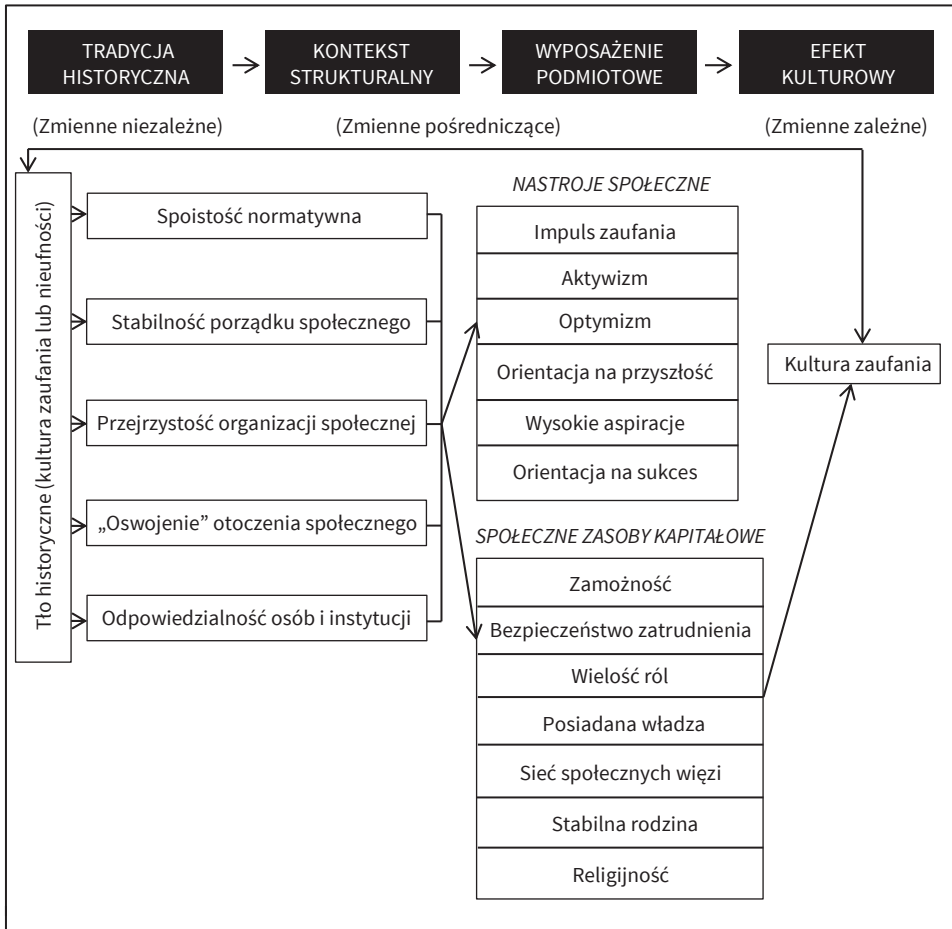 TRADYCJA
HISTORYCZNA
KONTEKST
STRUKTURALNY
WYPOSAŻENIE
PODMIOTOWE
EFEKT
KULTUROWY
(Zmienne niezależne)
(Zmienne pośredniczące)
(Zmienne zależne)
Tło historyczne (kultura zaufania lub nieufności)
Spoistość normatywna
Stabilność porządku społecznego
Przejrzystość organizacji społecznej
„Oswojenie” otoczenia społecznego
Odpowiedzialność osób i instytucji
NASTROJE SPOŁECZNE
Impuls zaufania
Aktywizm
Optymizm
Orientacja na przyszłość
Wysokie aspiracje
Orientacja na sukces
SPOŁECZNE ZASOBY KAPITAŁOWE
Zamożność
Bezpieczeństwo zatrudnienia
Wielość ról
Posiadana władza
Sieć społecznych więzi
Stabilna rodzina
Religijność
Kultura zaufania